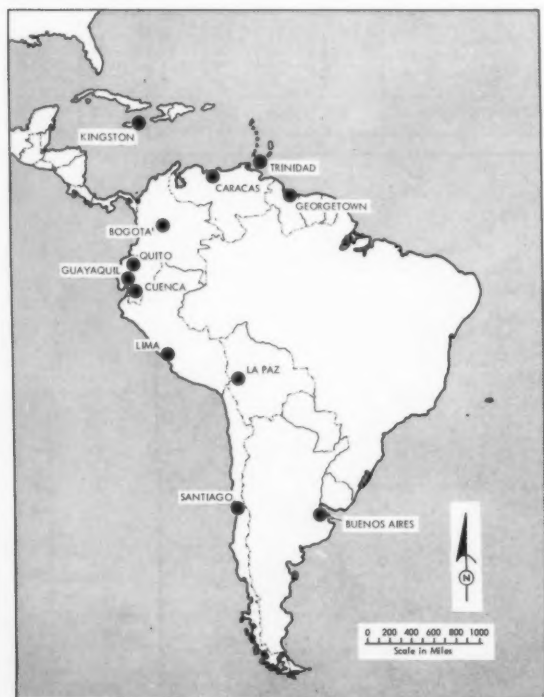 KINGSTON
TRINIDAD
CARACAS
GEORGETOWN
BOGOTA'
QUITO
GUAYAQUIL
CUENCA
LIMA
LA PAZ
SANTIAGO
BUENOS AIRES
N
0 200 400 600 800 1000
Scale in Miles